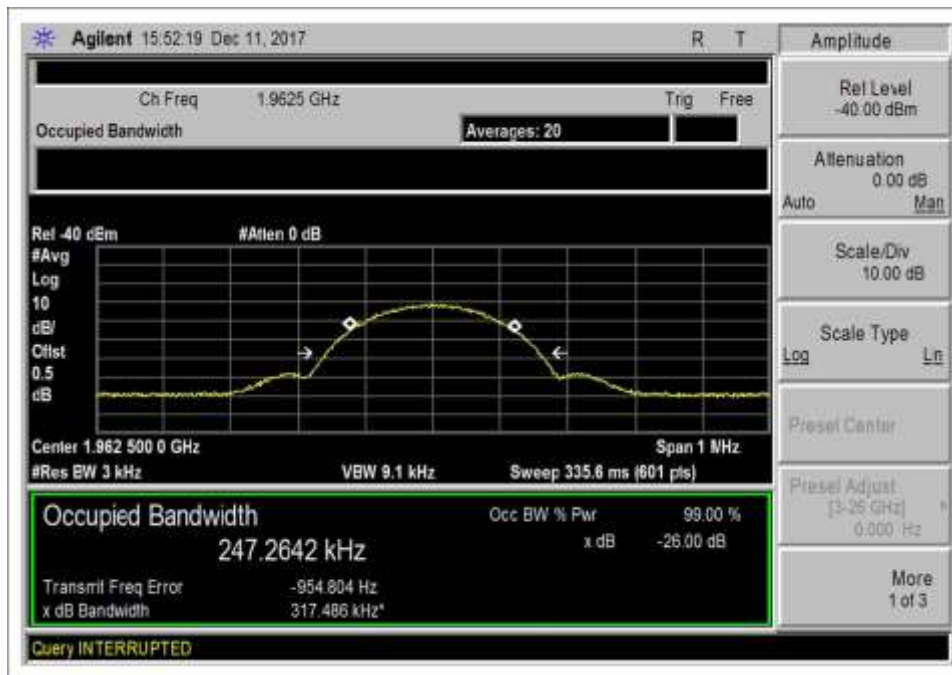 Agilent 15:52:19 Dec 11, 2017 R T
Ch Freq 1.9625 GHz Trig Free
Occupied Bandwidth Averages: 20
Ref -40 dBm #Atten 0 dB
#Avg
Log
10
dB/
Offst
0.5
dB
Center 1.962 500 0 GHz Span 1 MHz
#Res BW 3 kHz VBW 9.1 kHz Sweep 335.6 ms (601 pts)
Occupied Bandwidth Occ BW % Pwr 99.00 %
247.2642 kHz x dB -26.00 dB
Transmit Freq Error -954.804 Hz
x dB Bandwidth 317.486 kHz*
Query INTERRUPTED
Amplitude
Ref Level
-40.00 dBm
Attenuation
0.00 dB
Auto Man
Scale/Div
10.00 dB
Scale Type
Log Lin
Presel Center
Presel Adjust
[3-26 GHz]
0.000 Hz
More
1 of 3